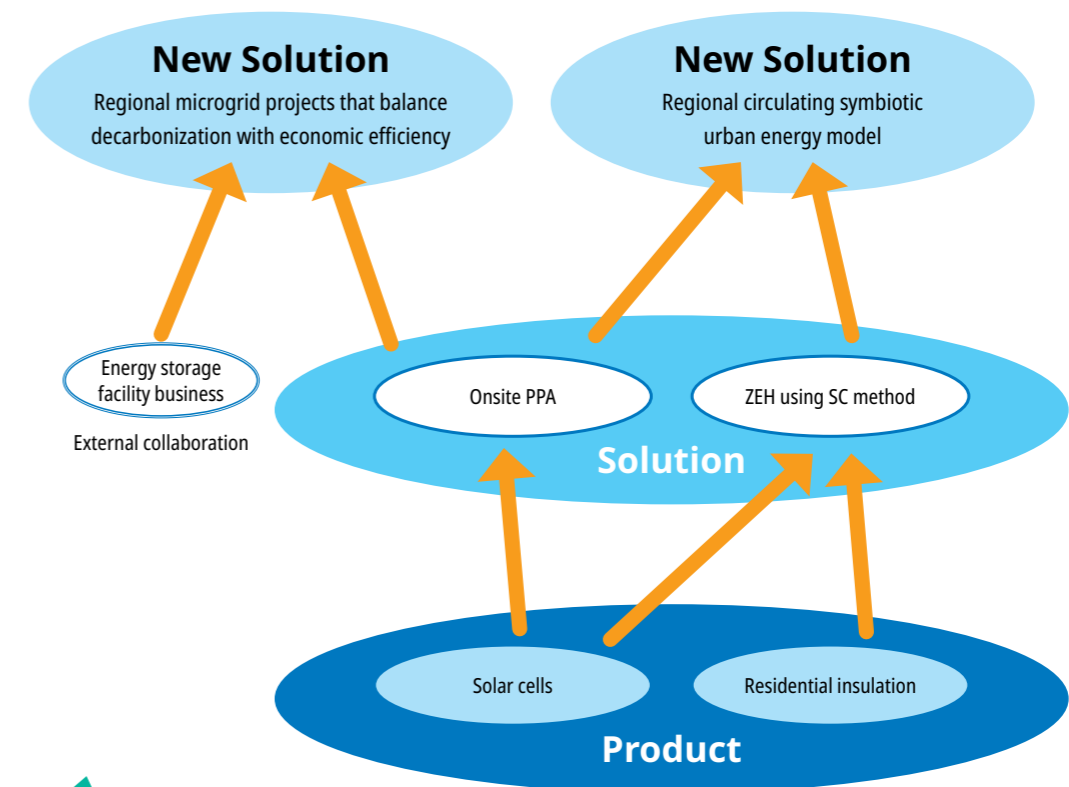 New Solution
Regional microgrid projects that balance
decarbonization with economic efficiency
New Solution
Regional circulating symbiotic
urban energy model
Energy storage
facility business
External collaboration
Onsite PPA
ZEH using SC method
Solution
Solar cells
Residential insulation
Product